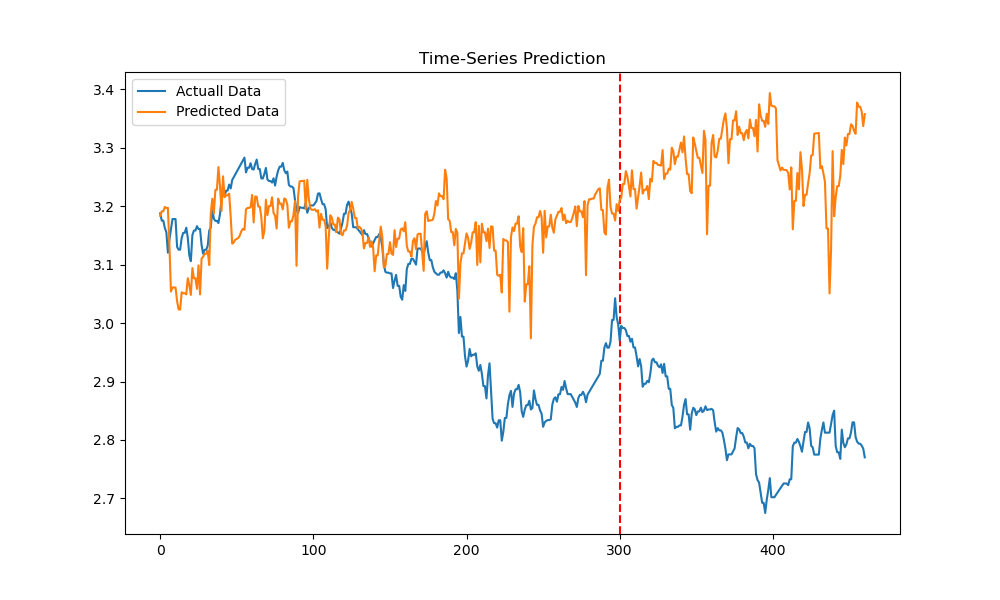 Time-Series Prediction
Actuall Data
Predicted Data
3.4
3.3
3.2
3.1
3.0
2.9
2.8
2.7
0 100 200 300 400